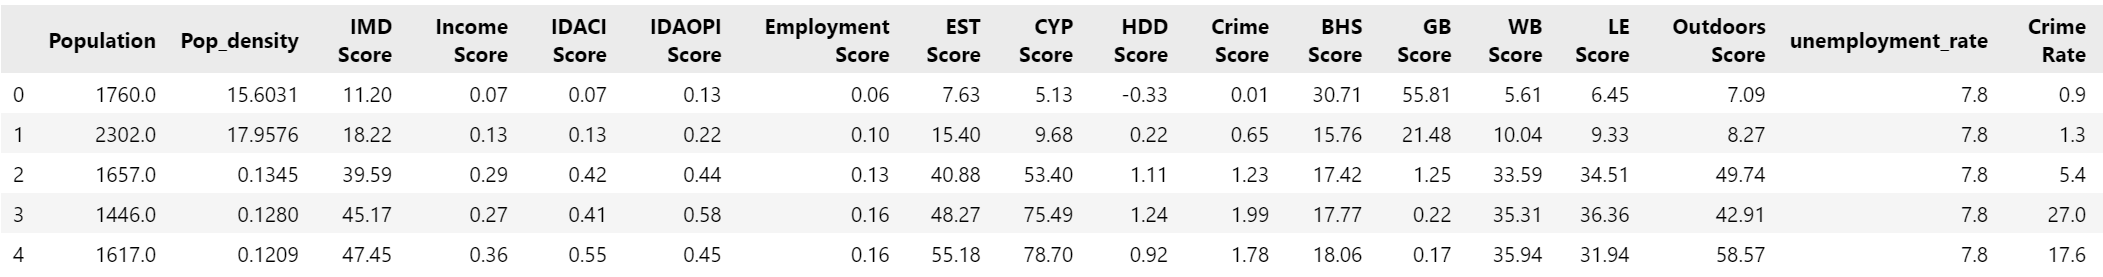 Population Pop_density IMD Score Income Score IDACI Score IDAOPI Score Employment Score EST Score CYP Score HDD Score Crime Score BHS Score GB Score WB Score LE Score Outdoors Score unemployment_rate Crime Rate
0 1760.0 15.6031 11.20 0.07 0.07 0.13 0.06 7.63 5.13 -0.33 0.01 30.71 55.81 5.61 6.45 7.09 7.8 0.9
1 2302.0 17.9576 18.22 0.13 0.13 0.22 0.10 15.40 9.68 0.22 0.65 15.76 21.48 10.04 9.33 8.27 7.8 1.3
2 1657.0 0.1345 39.59 0.29 0.42 0.44 0.13 40.88 53.40 1.11 1.23 17.42 1.25 33.59 34.51 49.74 7.8 5.4
3 1446.0 0.1280 45.17 0.27 0.41 0.58 0.16 48.27 75.49 1.24 1.99 17.77 0.22 35.31 36.36 42.91 7.8 27.0
4 1617.0 0.1209 47.45 0.36 0.55 0.45 0.16 55.18 78.70 0.92 1.78 18.06 0.17 35.94 31.94 58.57 7.8 17.6